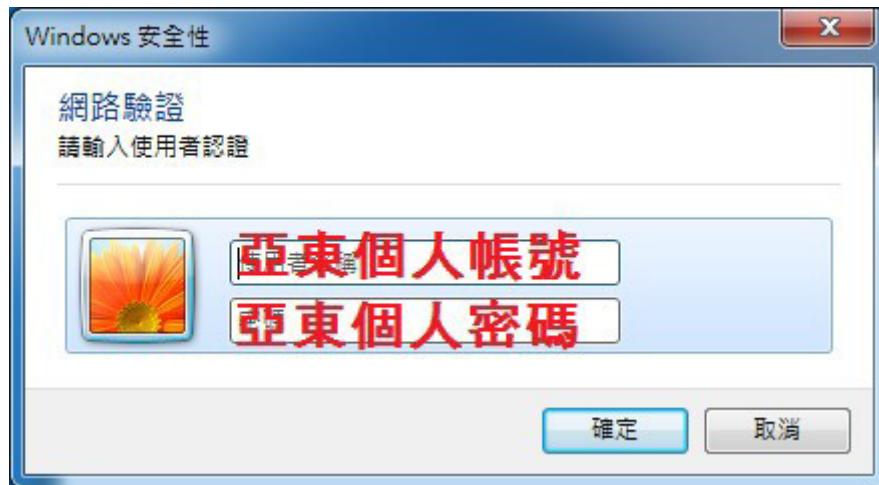 Windows 安全性
網路驗證
請輸入使用者認證
亞東個人帳號
亞東個人密碼
確定
取消